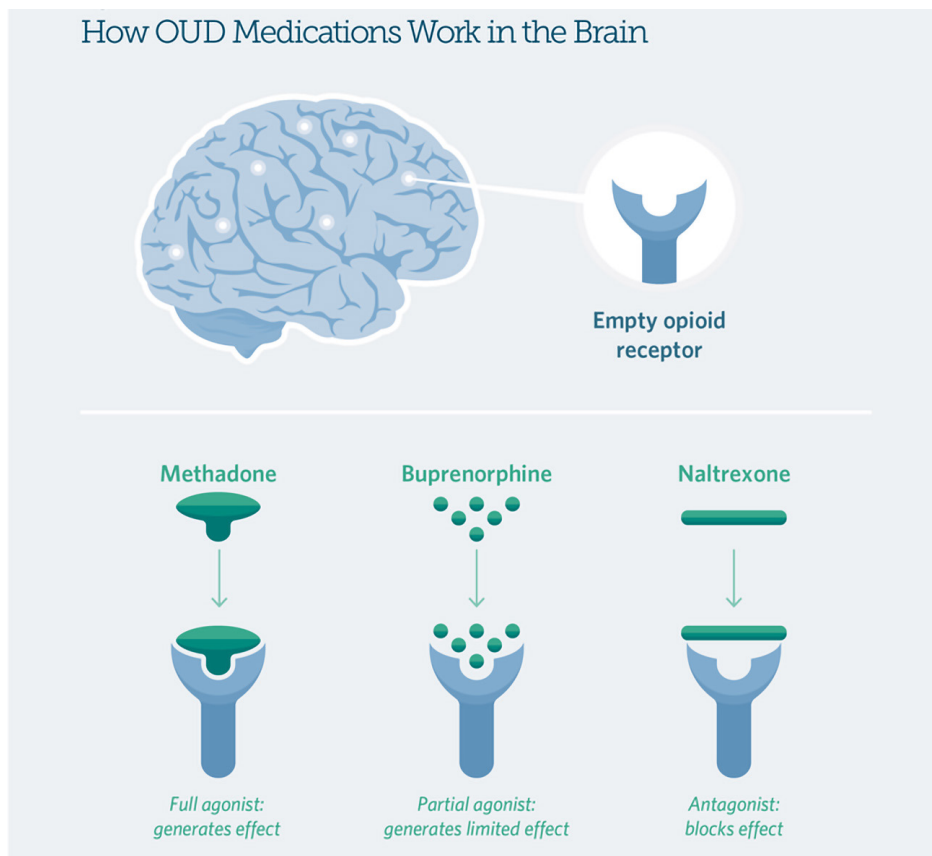 How OUD Medications Work in the Brain
Empty opioid
receptor
Methadone
Buprenorphine
Naltrexone
Full agonist:
generates effect
Partial agonist:
generates limited effect
Antagonist:
blocks effect